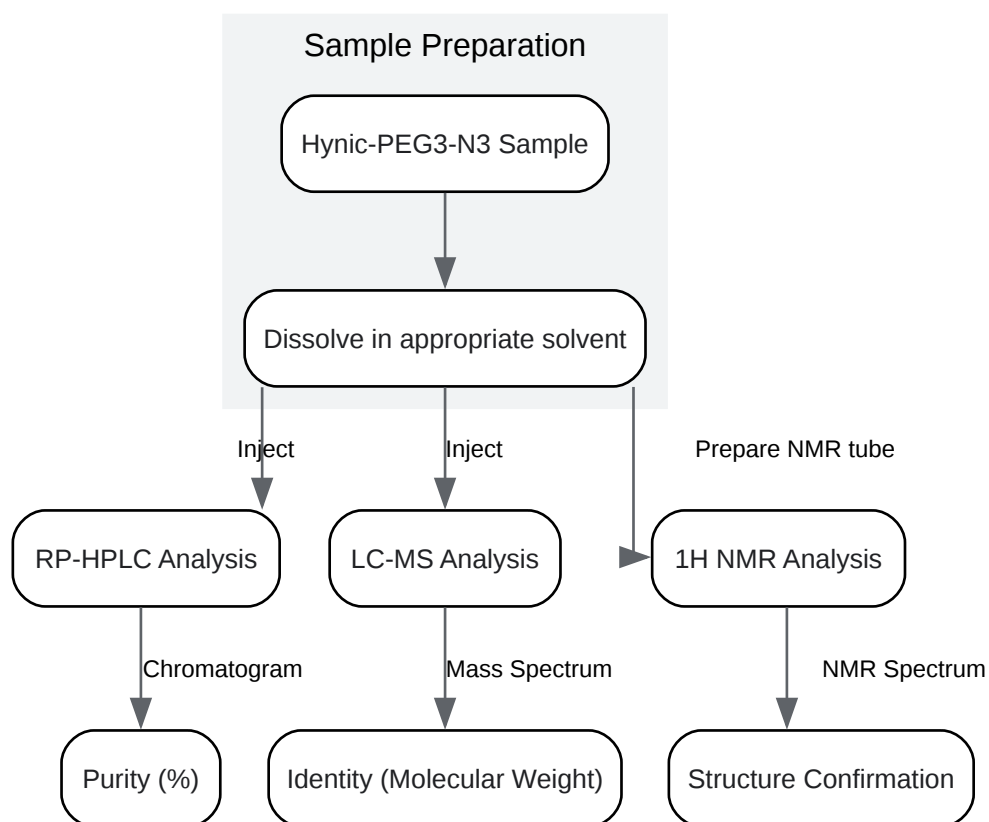 Sample Preparation
Hynic-PEG3-N3 Sample
Dissolve in appropriate solvent
Inject
Inject
Prepare NMR tube
RP-HPLC Analysis
LC-MS Analysis
1H NMR Analysis
Chromatogram
Mass Spectrum
NMR Spectrum
Purity (%)
Identity (Molecular Weight)
Structure Confirmation